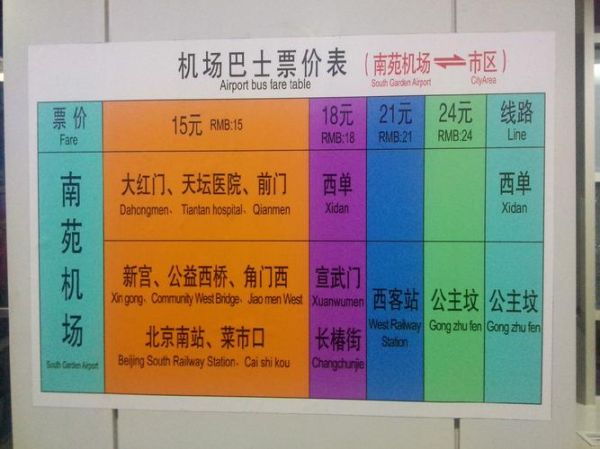 机场巴士票价表 (南苑机场⇌市区)
Airport bus fare table South Garden Airport CityArea
票价 15元 RMB:15 18元 21元 24元 线路
Fare RMB:18 RMB:21 RMB:24 Line
南苑机场
South Garden Airport
大红门、天坛医院、前门 西单 西单
Dahongmen、 Tiantan hospital、Qianmen Xidan Xidan
新宫、公益西桥、角门西 宣武门
Xin gong、Community West Bridge、Jiao men West Xuanwumen
西客站 公主坟 公主坟
West Railway Station Gong zhu fen Gong zhu fen
北京南站、菜市口 长椿街
Beijing South Railway Station、Cai shi kou Changchunjie